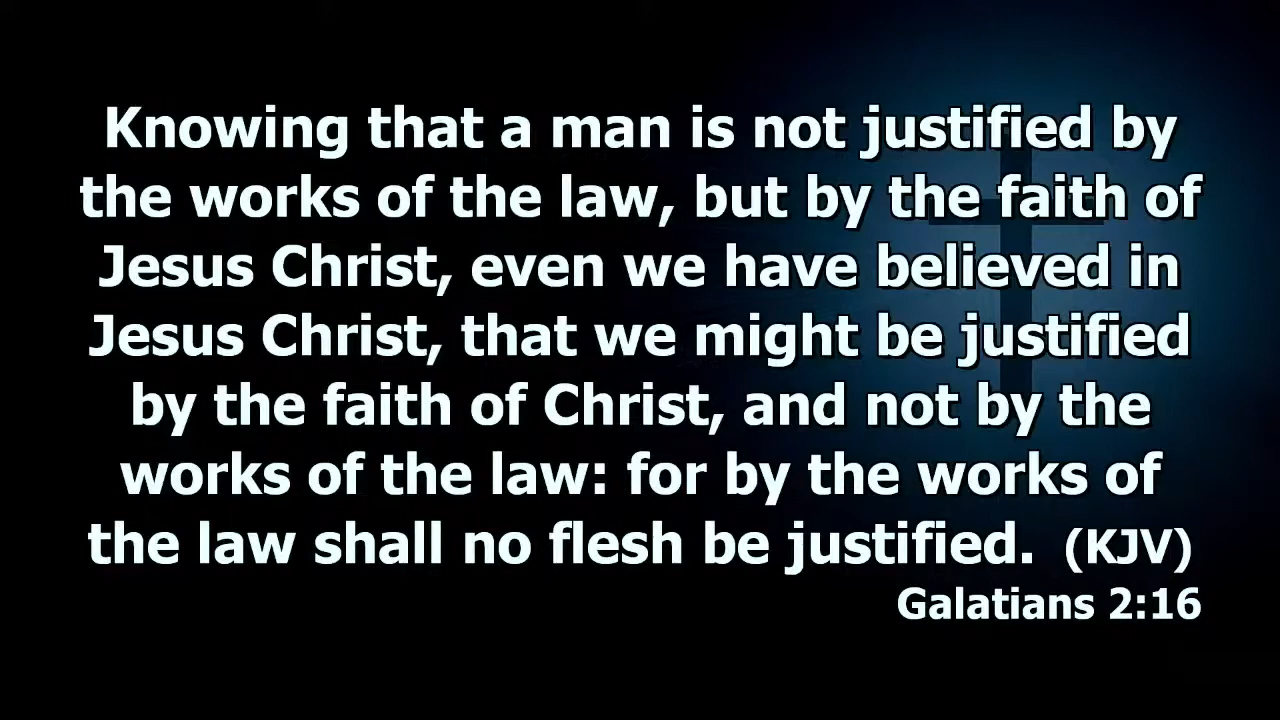 Knowing that a man is not justified by
the works of the law, but by the faith of
Jesus Christ, even we have believed in
Jesus Christ, that we might be justified
by the faith of Christ, and not by the
works of the law: for by the works of
the law shall no flesh be justified. (KJV)
Galatians 2:16